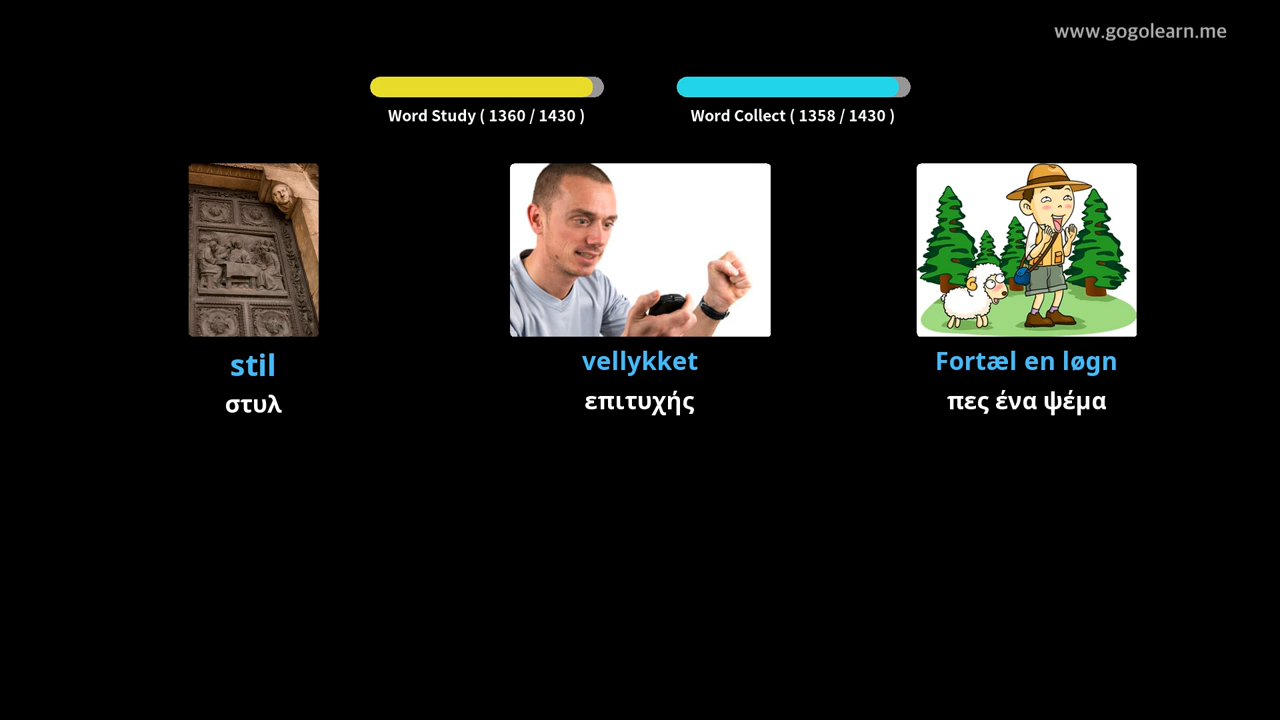 www.gogolearn.me
Word Study ( 1360 / 1430 )
Word Collect ( 1358 / 1430 )
stil
vellykket
Fortæl en løgn
στυλ
επιτυχής
πες ένα ψέμα